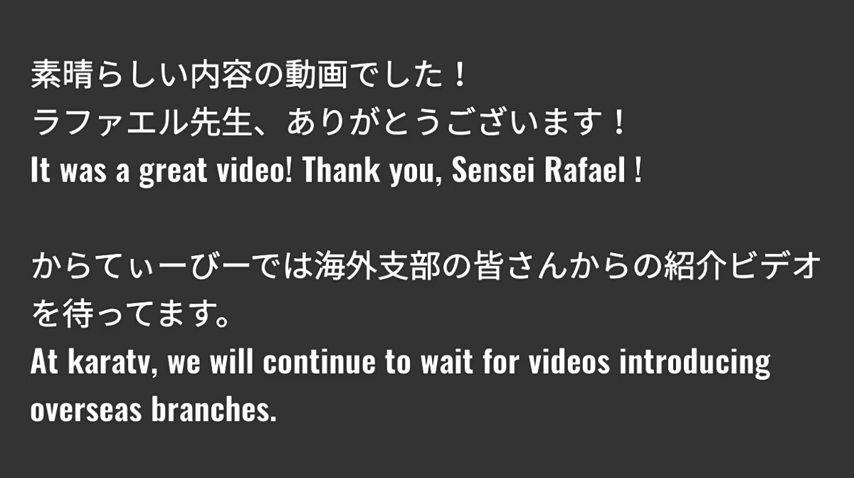 素晴らしい内容の動画でした！
ラファエル先生、ありがとうございます！
It was a great video! Thank you, Sensei Rafael !
からてぃーびーでは海外支部の皆さんからの紹介ビデオ
を待ってます。
At karatv, we will continue to wait for videos introducing
overseas branches.